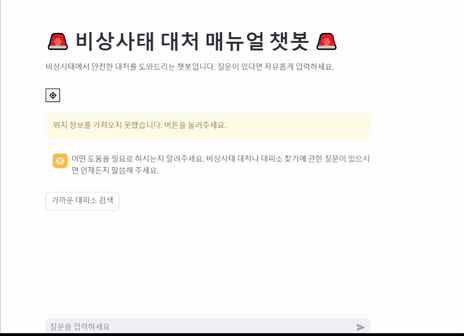 비상사태 대처 매뉴얼 챗봇
비상사태에서 안전한 대처를 도와드리는 챗봇입니다. 질문이 있다면 자유롭게 입력하세요.
위치 정보를 가져오지 못했습니다. 버튼을 눌러주세요.
어떤 도움을 필요로 하시는지 알려주세요. 비상사태 대처나 대피소 찾기에 관한 질문이 있으시
면 언제든지 말씀해 주세요.
가까운 대피소 검색
질문을 입력하세요